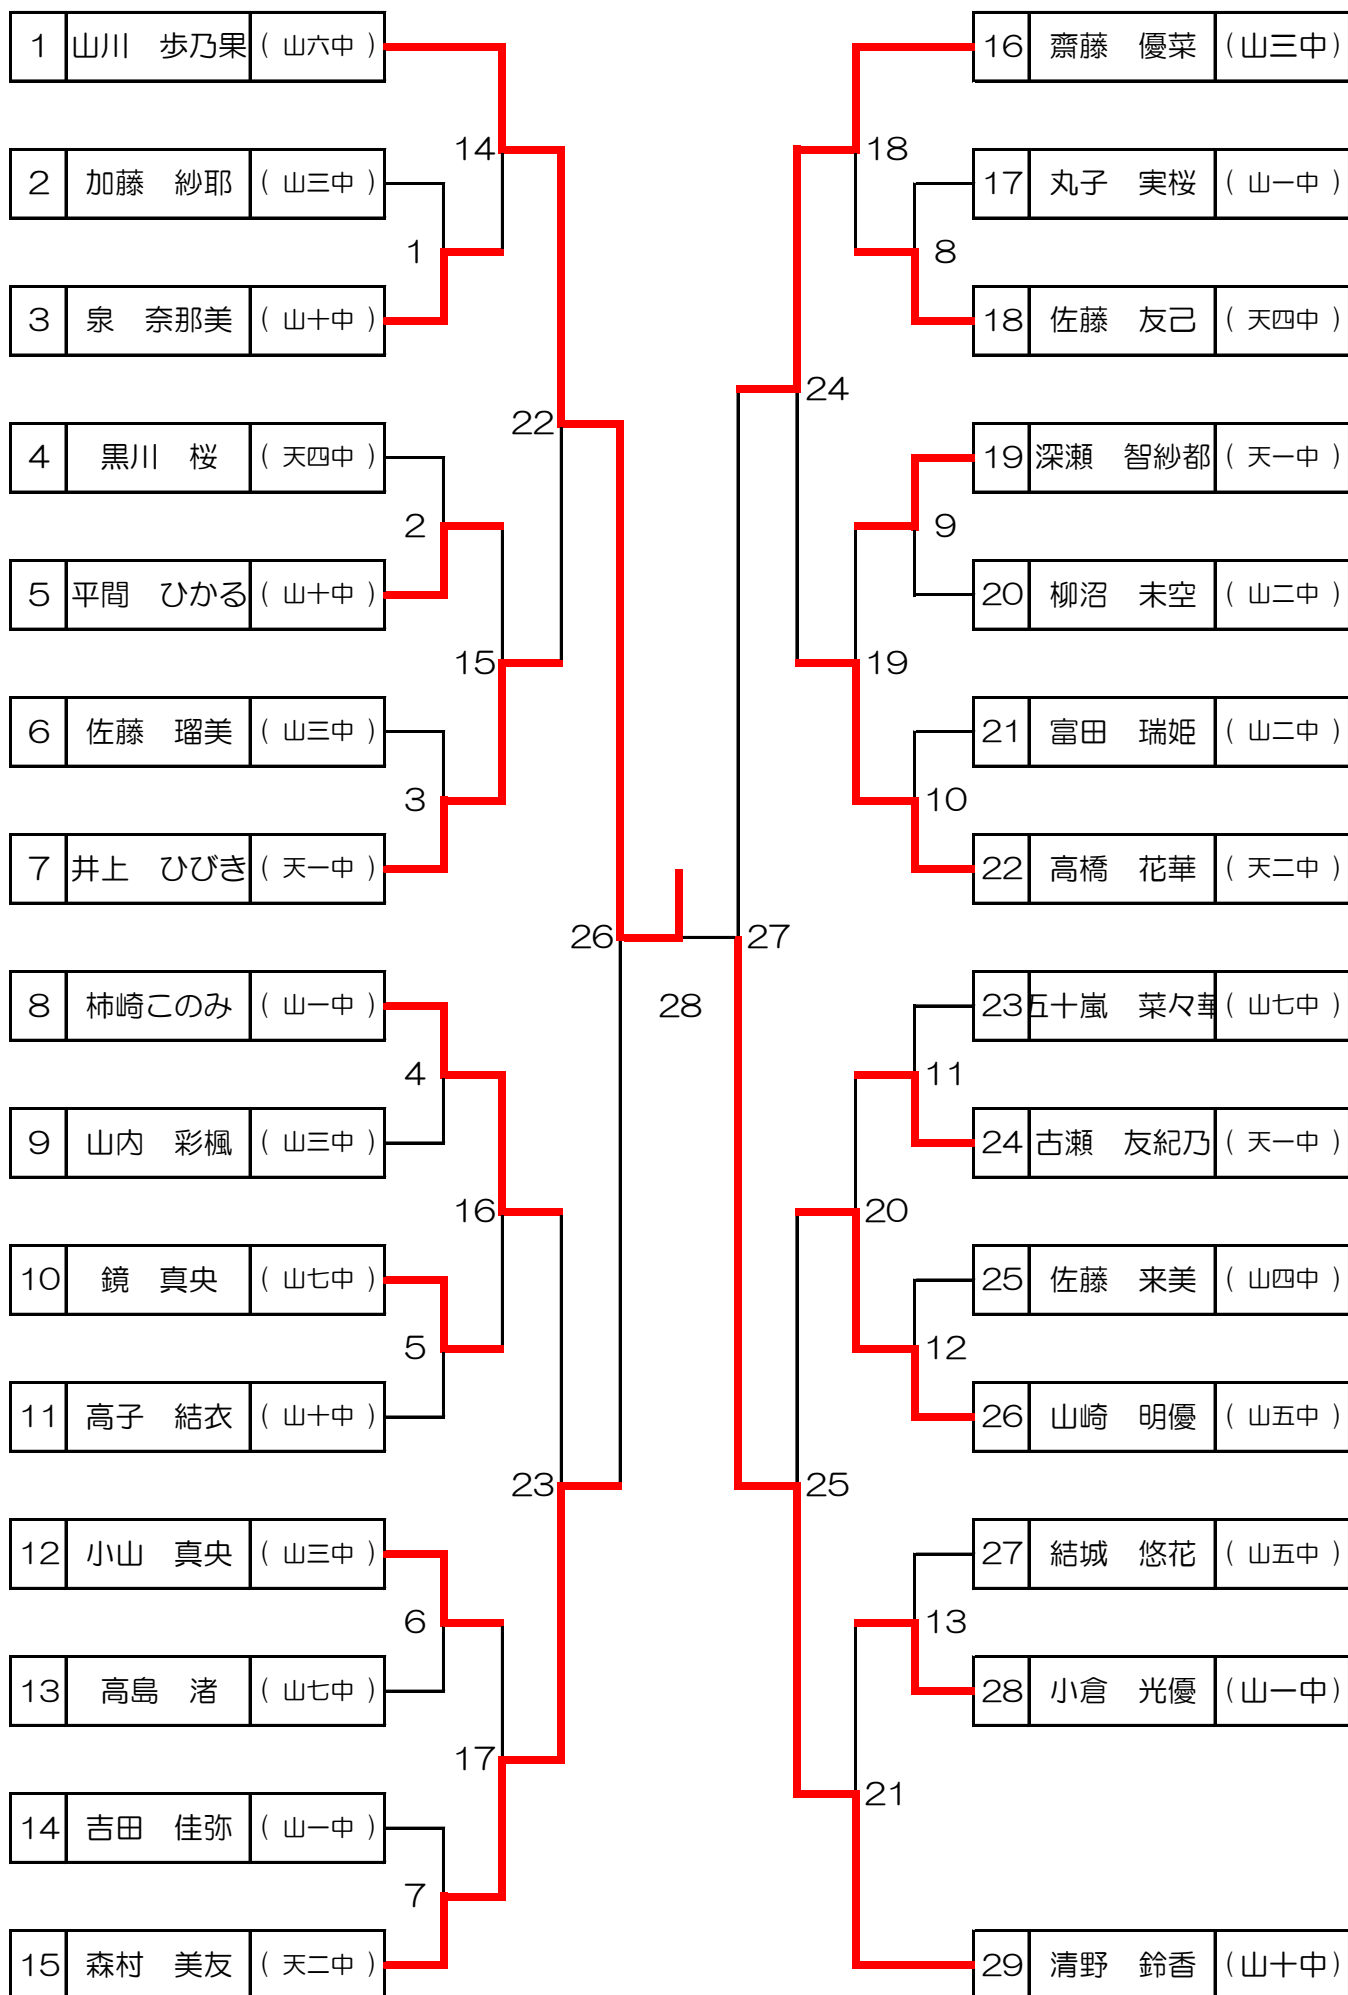 1 山川 歩乃果 ( 山六中 )
14
2 加藤 紗耶 ( 山三中 )
1
3 泉 奈那美 ( 山十中 )
22
4 黒川 桜 ( 天四中 )
2
5 平間 ひかる ( 山十中 )
15
6 佐藤 瑠美 ( 山三中 )
3
7 井上 ひびき ( 天一中 )
26
8 柿崎このみ ( 山一中 )
4
9 山内 彩楓 ( 山三中 )
16
10 鏡 真央 ( 山七中 )
5
11 高子 結衣 ( 山十中 )
23
12 小山 真央 ( 山三中 )
6
13 高島 渚 ( 山七中 )
17
14 吉田 佳弥 ( 山一中 )
7
15 森村 美友 ( 天二中 )
28
16 齋藤 優菜 (山三中)
18
17 丸子 実桜 ( 山一中 )
8
18 佐藤 友己 ( 天四中 )
24
19 深瀬 智紗都 ( 天一中 )
9
20 柳沼 未空 ( 山二中 )
19
21 富田 瑞姫 ( 山二中 )
10
22 高橋 花華 ( 天二中 )
27
23 五十嵐 菜々華 ( 山七中 )
11
24 古瀬 友紀乃 ( 天一中 )
20
25 佐藤 来美 ( 山四中 )
12
26 山崎 明優 ( 山五中 )
25
27 結城 悠花 ( 山五中 )
13
28 小倉 光優 (山一中)
21
29 清野 鈴香 (山十中)